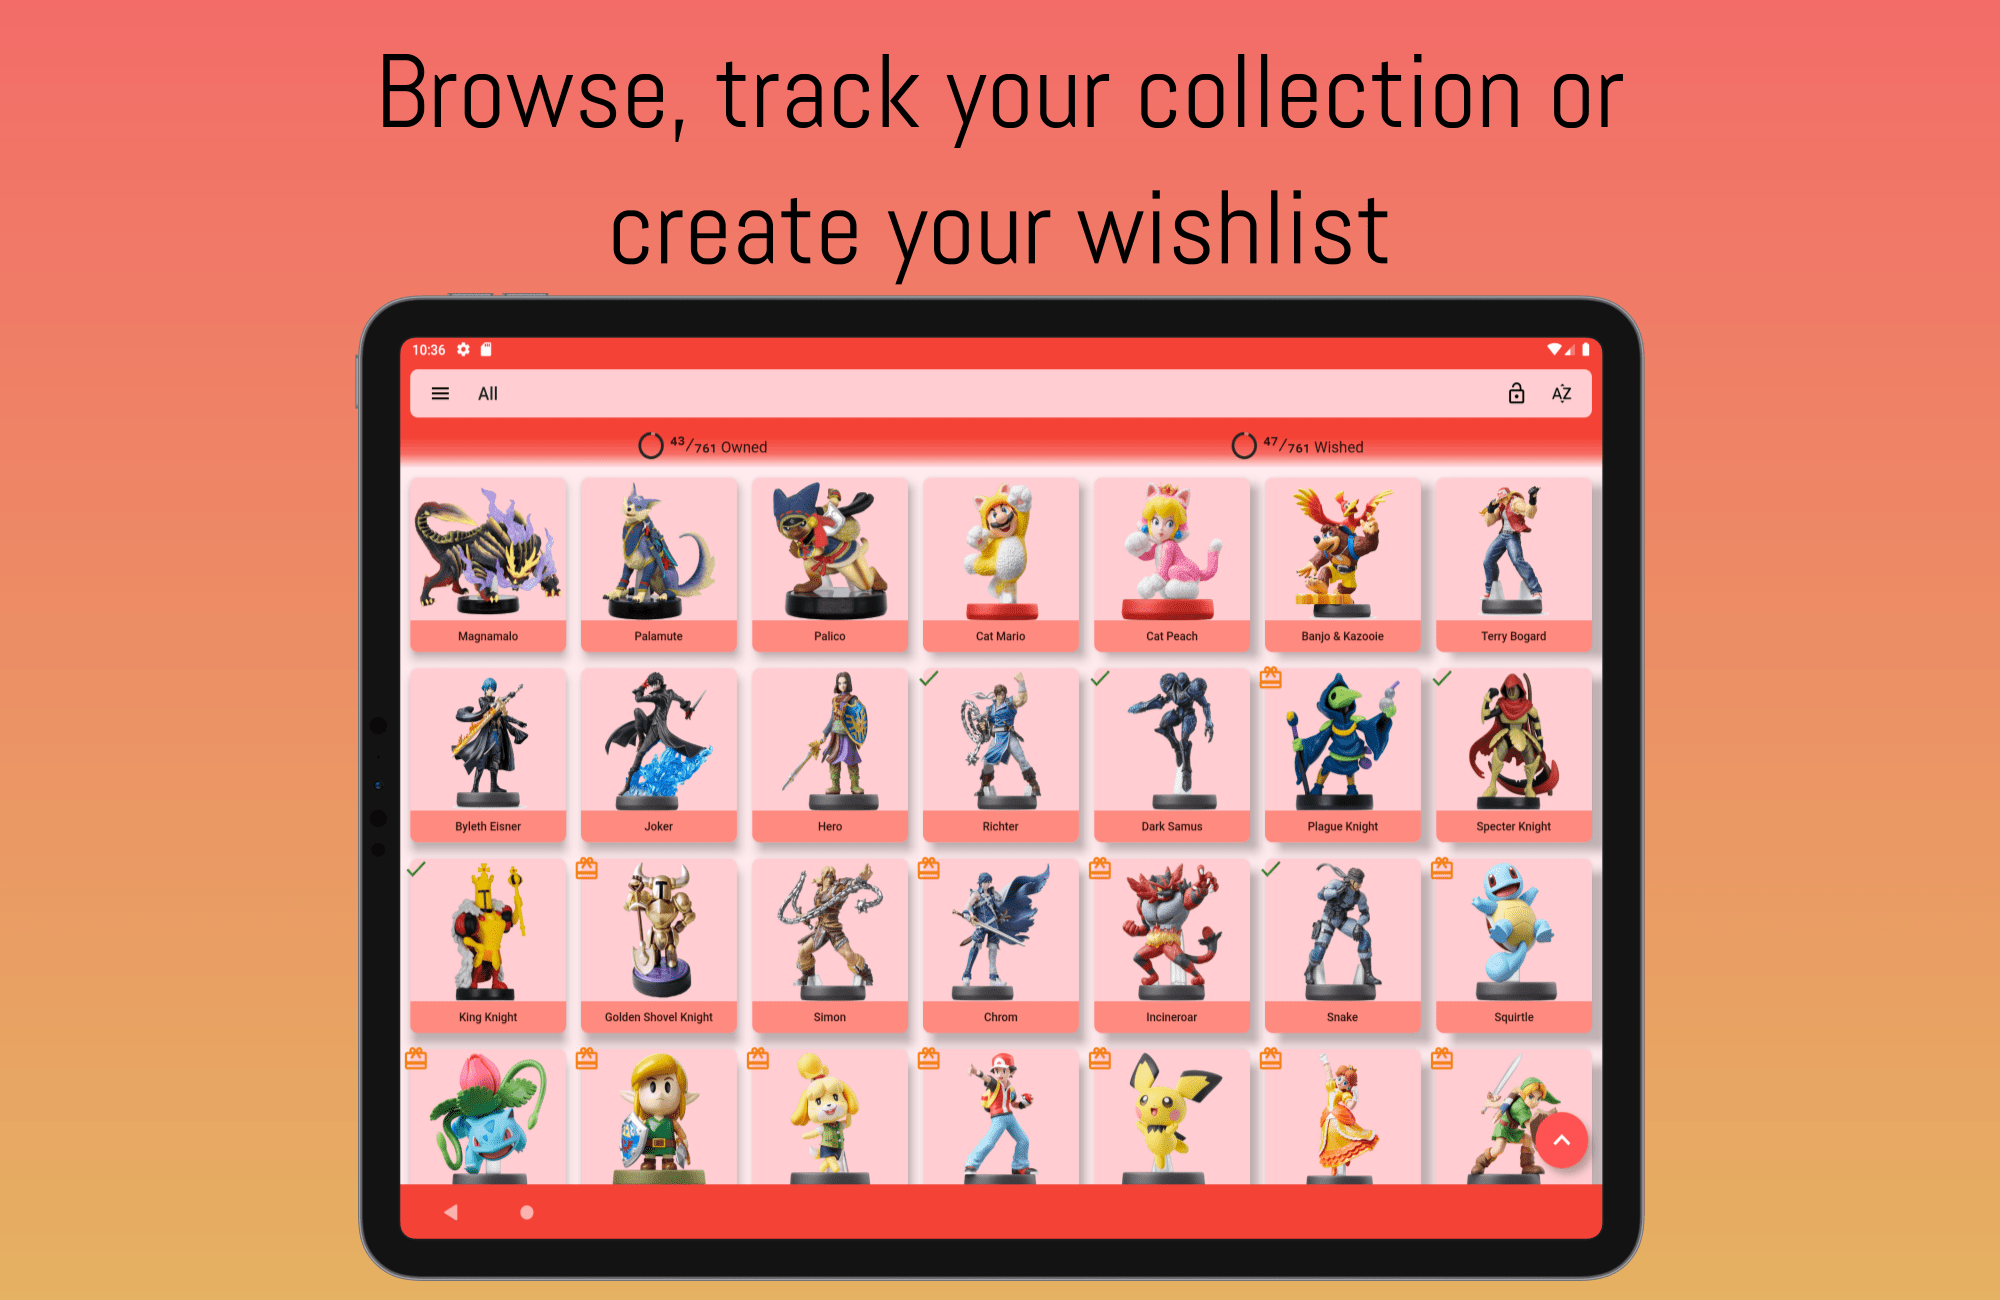 Browse, track your collection or
create your wishlist
10:36
All
AZ
43/761 Owned
47/761 Wished
Magnamalo
Palamute
Palico
Cat Mario
Cat Peach
Banjo & Kazooie
Terry Bogard
Byleth Eisner
Joker
Hero
Richter
Dark Samus
Plague Knight
Specter Knight
King Knight
Golden Shovel Knight
Simon
Chrom
Incineroar
Snake
Squirtle